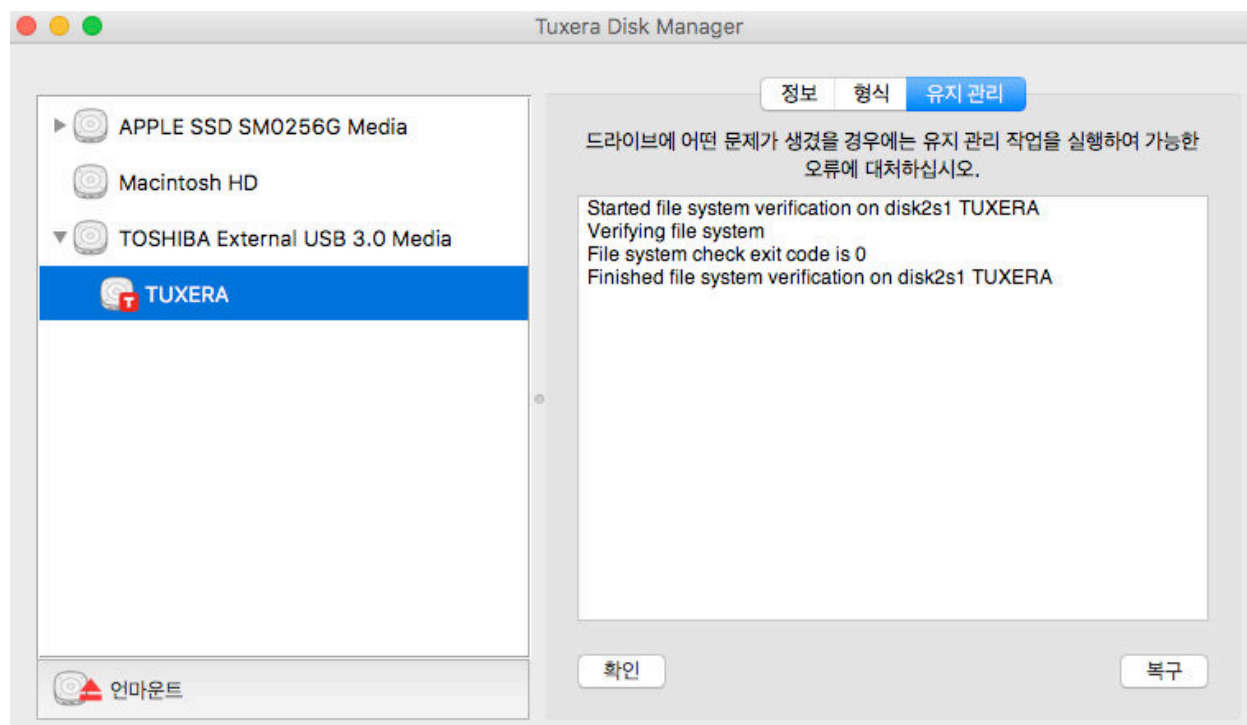 Tuxera Disk Manager
APPLE SSD SM0256G Media
Macintosh HD
TOSHIBA External USB 3.0 Media
TUXERA
언마운트
정보 형식 유지 관리
드라이브에 어떤 문제가 생겼을 경우에는 유지 관리 작업을 실행하여 가능한
오류에 대처하십시오.
Started file system verification on disk2s1 TUXERA
Verifying file system
File system check exit code is 0
Finished file system verification on disk2s1 TUXERA
확인 복구